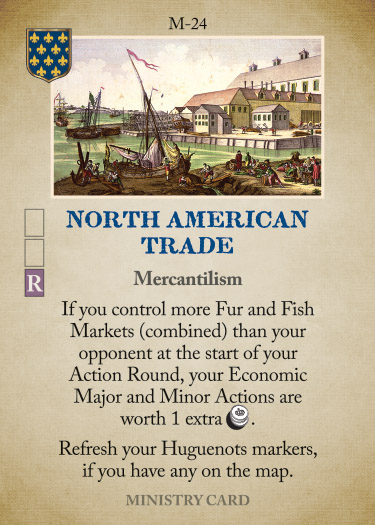 M-24
NORTH AMERICAN
TRADE
R
Mercantilism
If you control more Fur and Fish
Markets (combined) than your
opponent at the start of your
Action Round, your Economic
Major and Minor Actions are
worth 1 extra .
Refresh your Huguenots markers,
if you have any on the map.
MINISTRY CARD